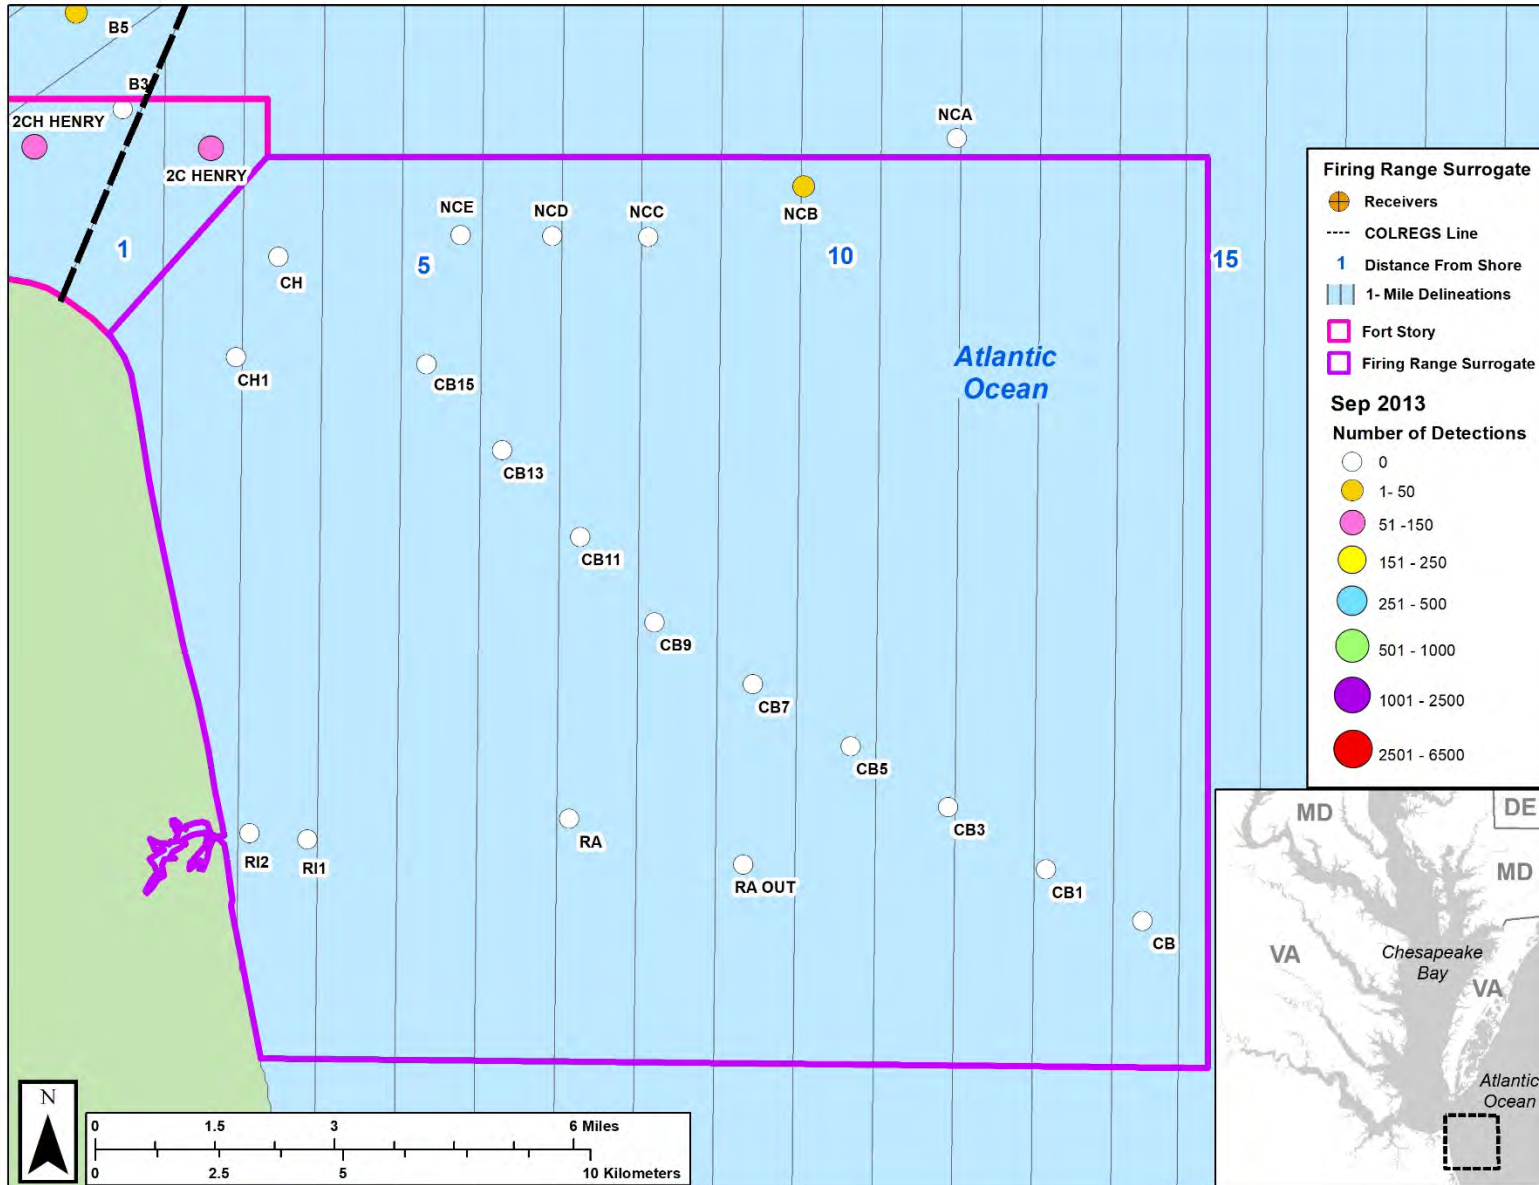 B5
B3
2CH HENRY
2C HENRY
NCA
NCE
NCD
NCC
NCB
1
5
10
15
CH
CH1
CB15
Atlantic
Ocean
CB13
CB11
CB9
CB7
CB5
CB3
RI2
RI1
RA
RA OUT
CB1
CB
Firing Range Surrogate
Receivers
COLREGS Line
1 Distance From Shore
1- Mile Delineations
Fort Story
Firing Range Surrogate
Sep 2013
Number of Detections
0
1- 50
51 -150
151 - 250
251 - 500
501 - 1000
1001 - 2500
2501 - 6500
MD
DE
MD
VA
Chesapeake
Bay
VA
Atlantic
Ocean
N
0 1.5 3 6 Miles
0 2.5 5 10 Kilometers